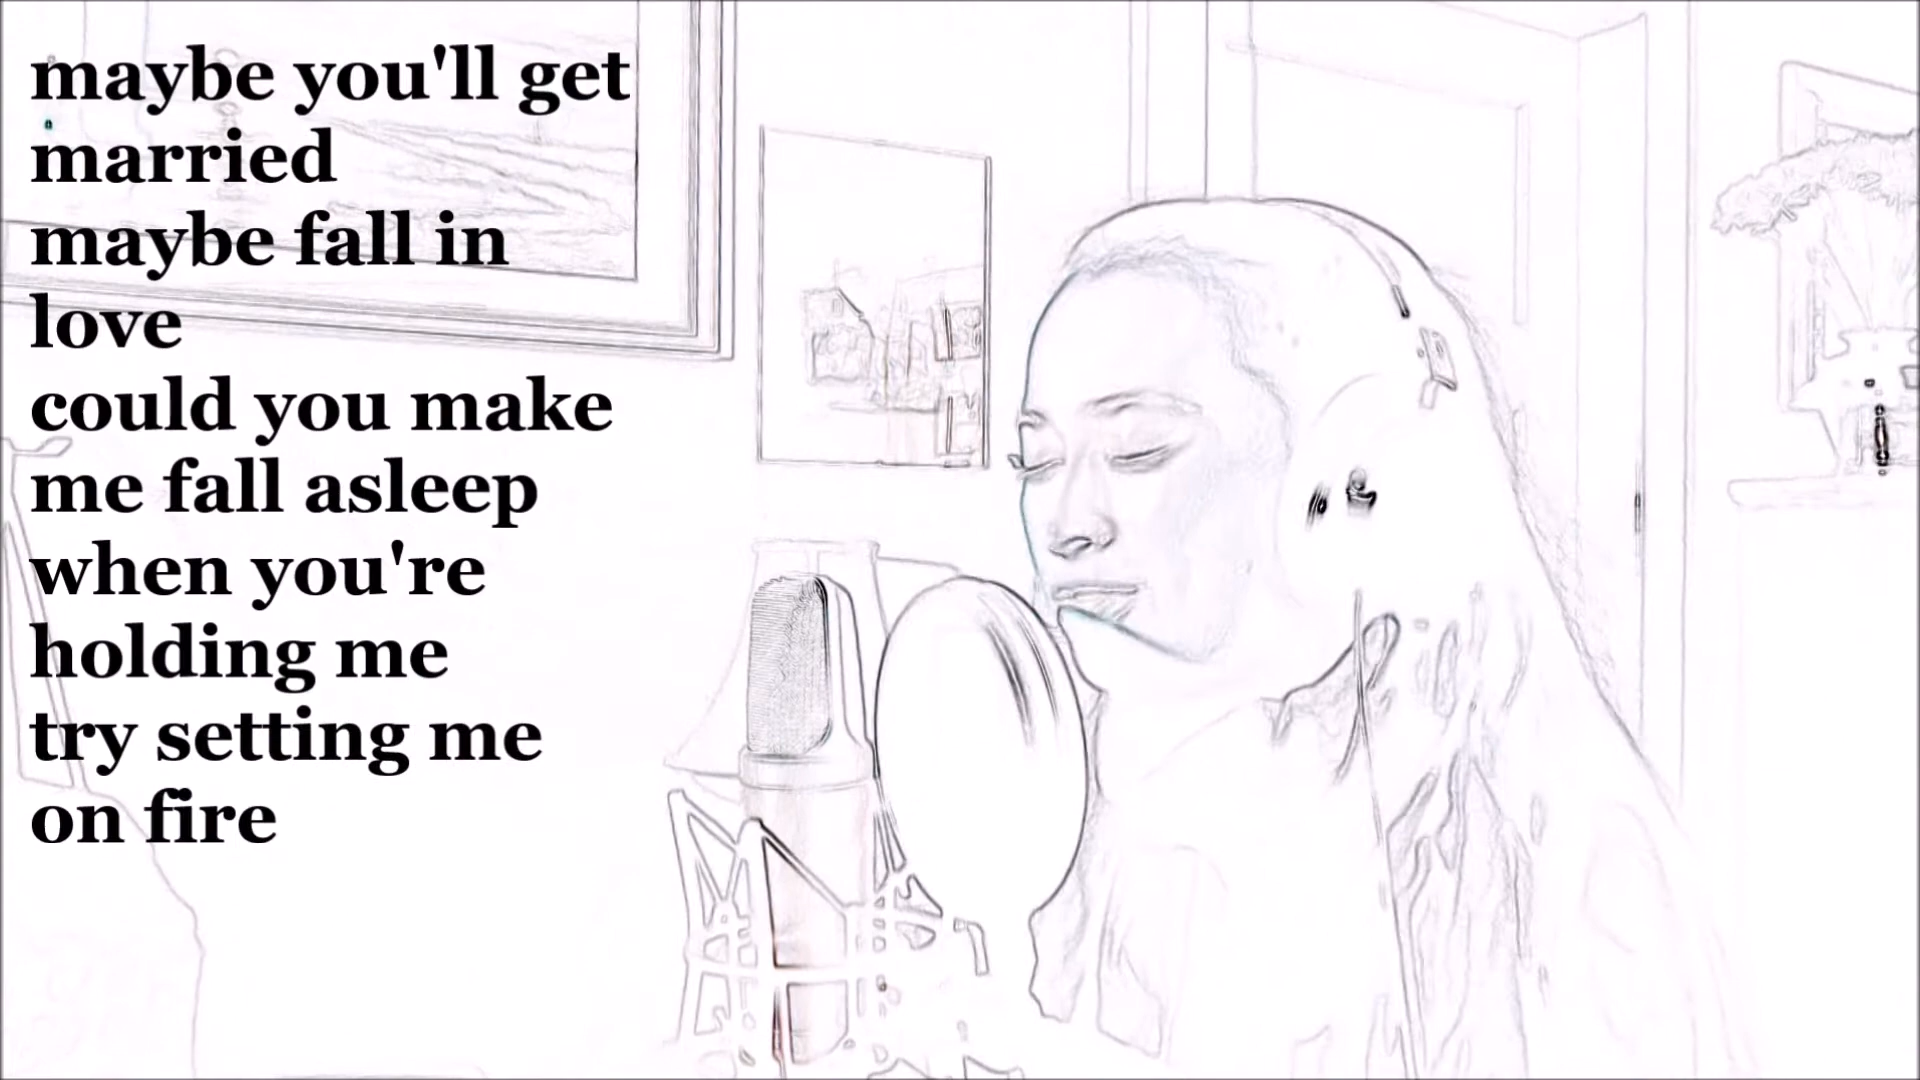 maybe you'll get
married
maybe fall in
love
could you make
me fall asleep
when you're
holding me
try setting me
on fire